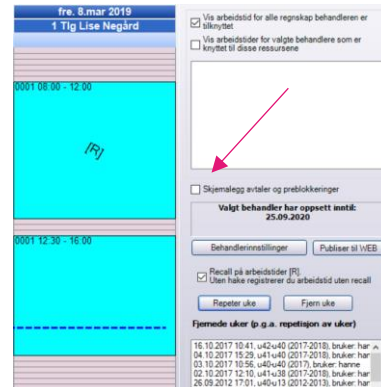 fre. 8.mar 2019
1 Tlg Lise Negård
0001 08:00 - 12:00
[R]
0001 12:30 - 16:00
Vis arbeidstid for alle regnskap behandleren er
tilknyttet
Vis arbeidstider for valgte behandlere som er
knyttet til disse ressursene
Skjemalegg avtaler og preblokkeringer
Valgt behandler har oppsett inntil:
25.09.2020
Behandlerinnstillinger
Publiser til WEB
Recall på arbeidstider [R].
Uten hake registrerer du arbeidstid uten recall
Repeter uke
Fjern uke
Fjernede uker (p.g.a. repetisjon av uker)
16.10.2017 10:41, u42-u40 (2017-2018), bruker: har
04.10.2017 15:29, u41-u40 (2017-2018), bruker: har
03.10.2017 10:56, u40-u40 (2017), bruker: hanne
02.10.2017 12:10, u41-u38 (2017-2018), bruker: har
26.09.2012 17:01, u40-u13 (2012-2013), bruker: har